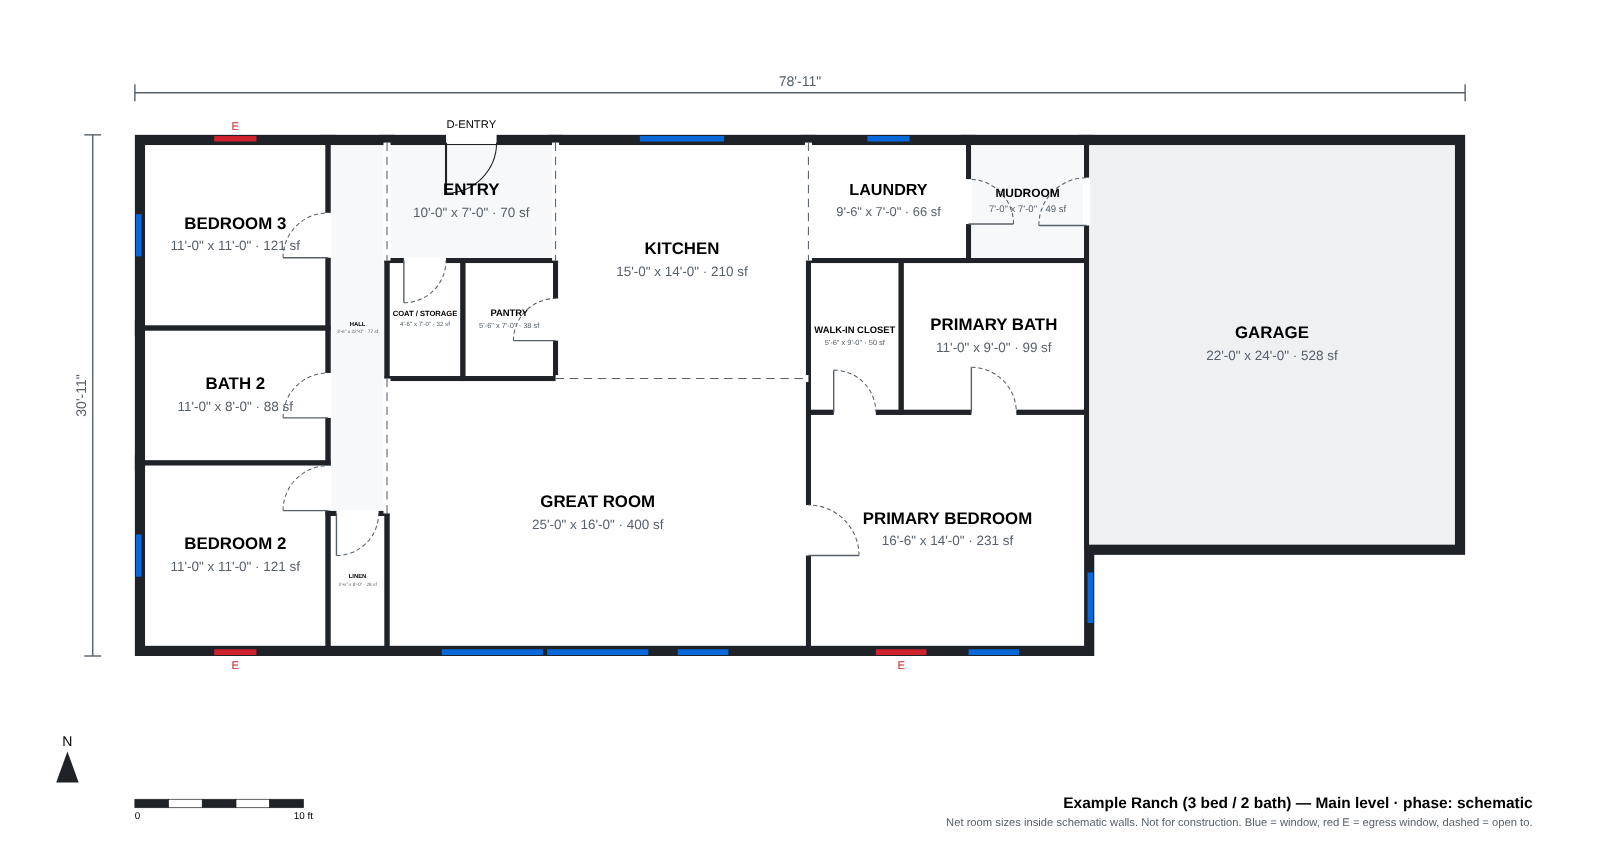 78'-11"
E
D-ENTRY
ENTRY
10'-0" x 7'-0" · 70 sf
LAUNDRY
9'-6" x 7'-0" · 66 sf
MUDROOM
7'-0" x 7'-0" · 49 sf
BEDROOM 3
11'-0" x 11'-0" · 121 sf
KITCHEN
15'-0" x 14'-0" · 210 sf
COAT / STORAGE
4'-6" x 7'-0" · 32 sf
PANTRY
5'-6" x 7'-0" · 38 sf
HALL
WALK-IN CLOSET
5'-6" x 9'-0" · 50 sf
PRIMARY BATH
11'-0" x 9'-0" · 99 sf
GARAGE
22'-0" x 24'-0" · 528 sf
30'-11"
BATH 2
11'-0" x 8'-0" · 88 sf
GREAT ROOM
25'-0" x 16'-0" · 400 sf
PRIMARY BEDROOM
16'-6" x 14'-0" · 231 sf
BEDROOM 2
11'-0" x 11'-0" · 121 sf
LINEN
E
E
N
0
10 ft
Example Ranch (3 bed / 2 bath) — Main level · phase: schematic
Net room sizes inside schematic walls. Not for construction. Blue = window, red E = egress window, dashed = open to.